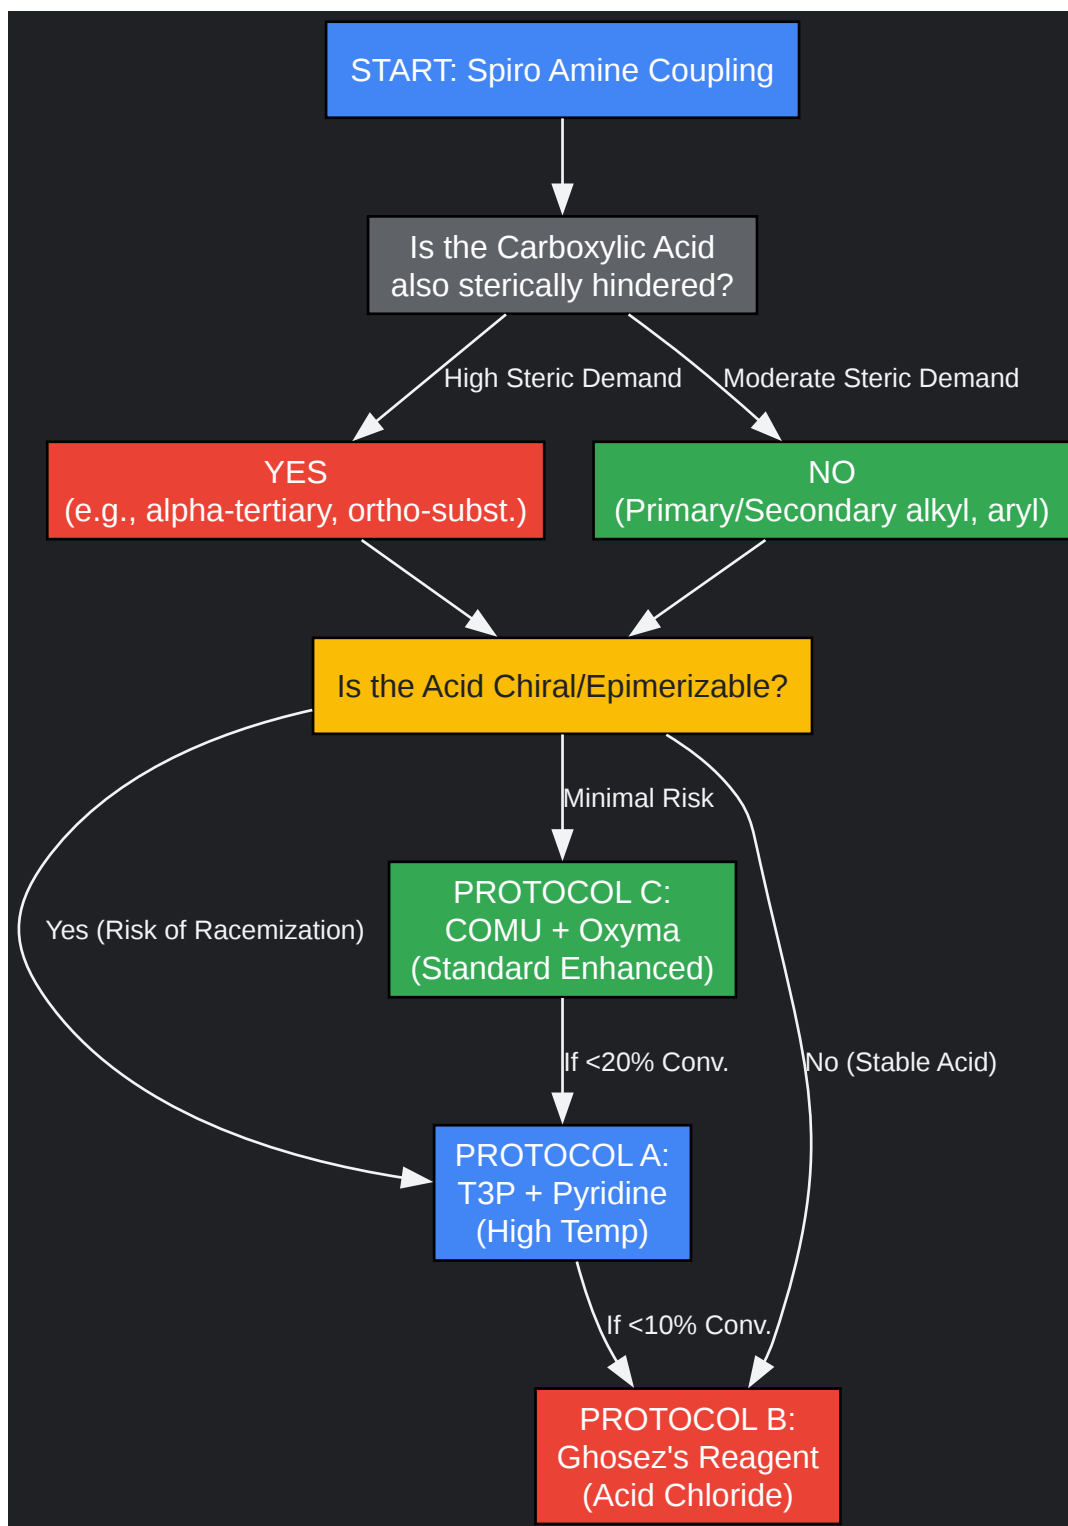 START: Spiro Amine Coupling
Is the Carboxylic Acid
also sterically hindered?
High Steric Demand
Moderate Steric Demand
YES
(e.g., alpha-tertiary, ortho-subst.)
NO
(Primary/Secondary alkyl, aryl)
Is the Acid Chiral/Epimerizable?
Minimal Risk
PROTOCOL C:
COMU + Oxyma
(Standard Enhanced)
Yes (Risk of Racemization)
If <20% Conv.
No (Stable Acid)
PROTOCOL A:
T3P + Pyridine
(High Temp)
If <10% Conv.
PROTOCOL B:
Ghosez's Reagent
(Acid Chloride)